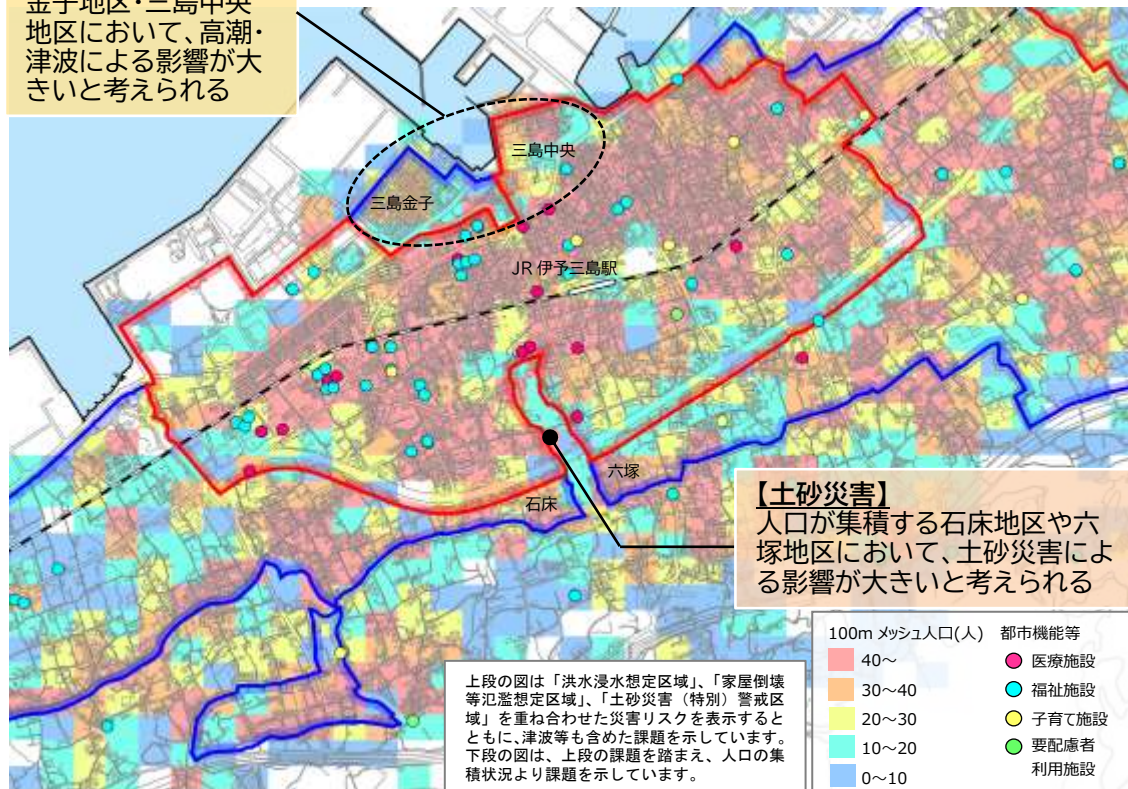 金子地区・三島中央
地区において、高潮・
津波による影響が大
きいと考えられる
三島中央
三島金子
JR 伊予三島駅
六塚
石床
【土砂災害】
人口が集積する石床地区や六
塚地区において、土砂災害によ
る影響が大きいと考えられる
上段の図は「洪水浸水想定区域」、「家屋倒壊
等氾濫想定区域」、「土砂災害（特別）警戒区
域」を重ね合わせた災害リスクを表示すると
ともに、津波等も含めた課題を示しています。
下段の図は、上段の課題を踏まえ、人口の集
積状況より課題を示しています。
100m メッシュ人口(人)
40～
30～40
20～30
10～20
0～10
都市機能等
医療施設
福祉施設
子育て施設
要配慮者
利用施設